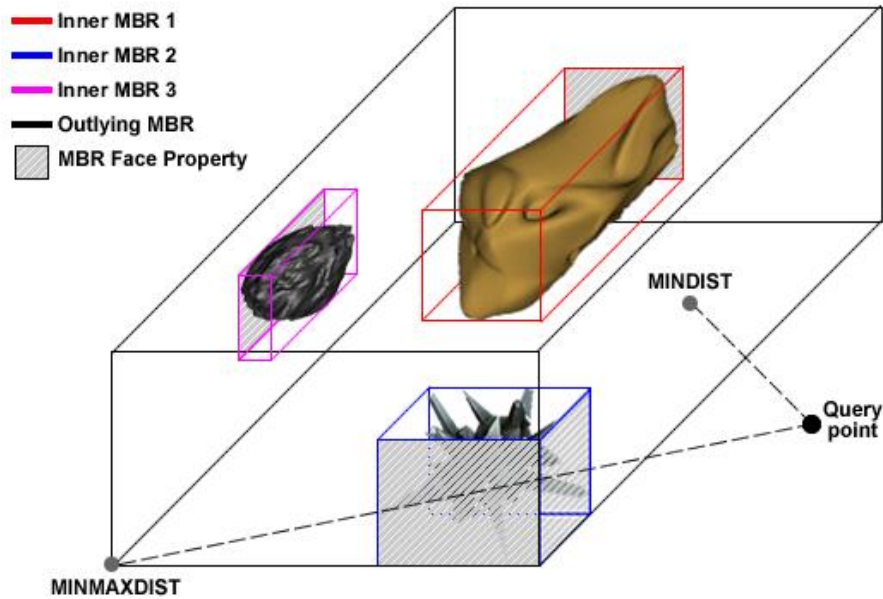 Inner MBR 1
Inner MBR 2
Inner MBR 3
Outlying MBR
MBR Face Property
MINDIST
Query
point
MINMAXDIST